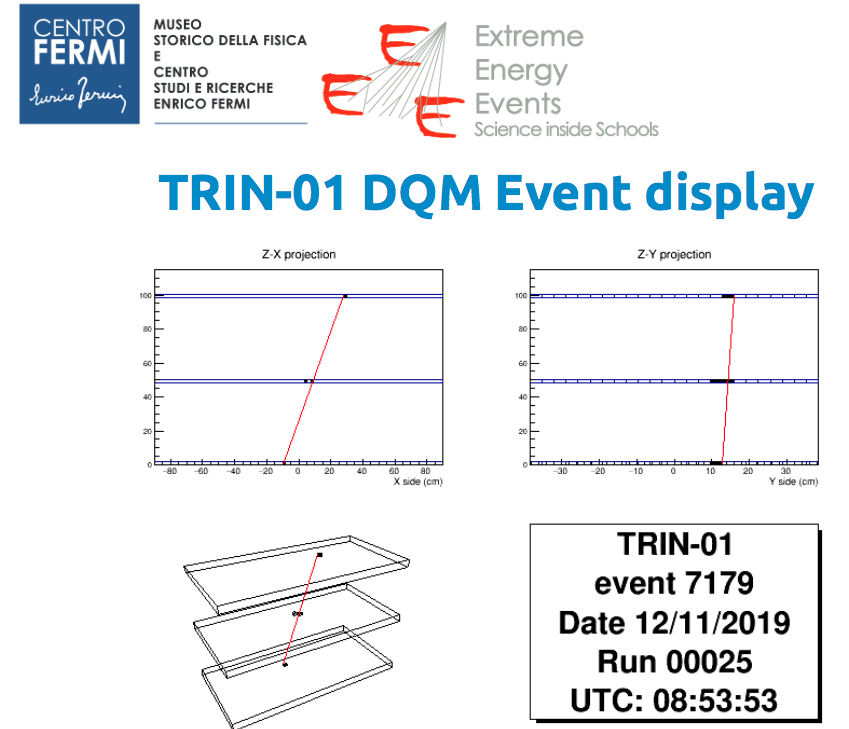 CENTRO
FERMI
Enrico Fermi
MUSEO
STORICO DELLA FISICA
E
CENTRO
STUDI E RICERCHE
ENRICO FERMI
EEE
Extreme
Energy
Events
Science inside Schools
TRIN-01 DQM Event display
Z-X projection
100
80
60
40
20
0
−80 −60 −40 −20 0 20 40 60 80
X side (cm)
Z-Y projection
100
80
60
40
20
0
−30 −20 −10 0 10 20 30
Y side (cm)
TRIN-01
event 7179
Date 12/11/2019
Run 00025
UTC: 08:53:53